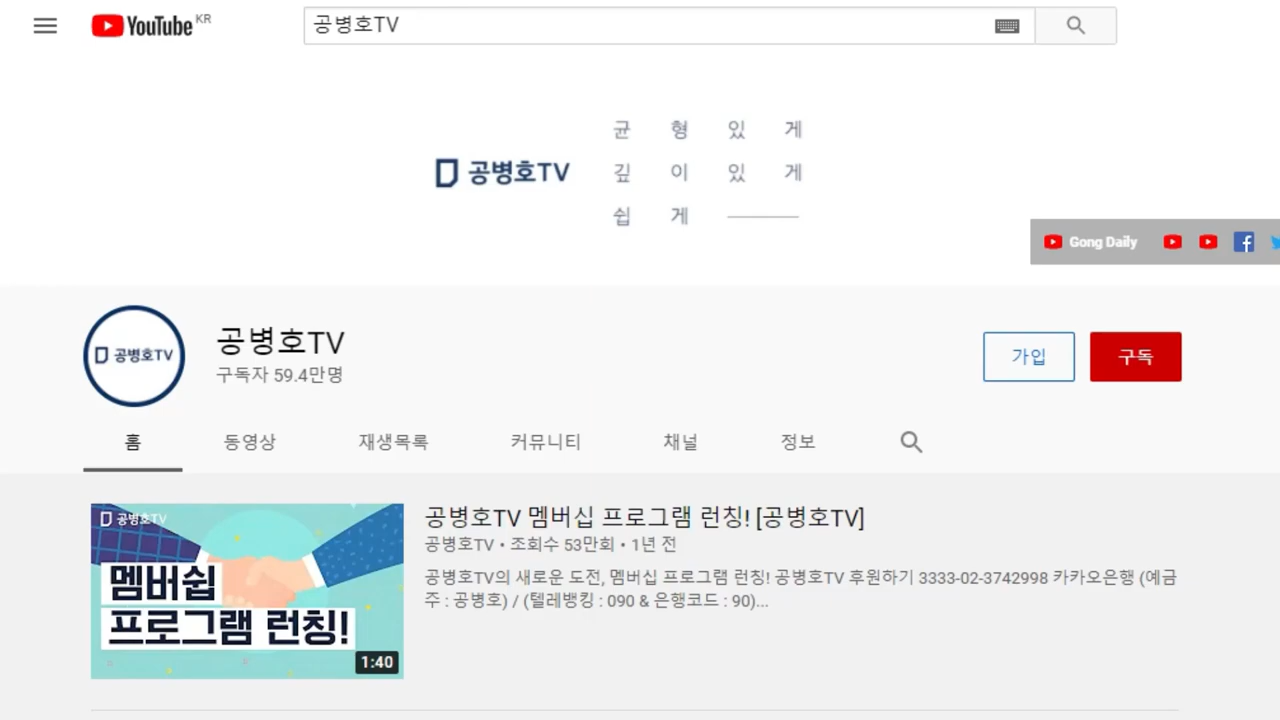 YouTube KR
공병호TV
균 형 있 게
공병호TV
깊 이 있 게
쉽 게
Gong Daily
공병호TV
공병호TV
구독자 59.4만명
가입
구독
홈
동영상
재생목록
커뮤니티
채널
정보
공병호TV
멤버쉽
프로그램 런칭!
1:40
공병호TV 멤버십 프로그램 런칭! [공병호TV]
공병호TV • 조회수 53만회 • 1년 전
공병호TV의 새로운 도전, 멤버십 프로그램 런칭! 공병호TV 후원하기 3333-02-3742998 카카오은행 (예금
주 : 공병호) / (텔레뱅킹 : 090 & 은행코드 : 90)...